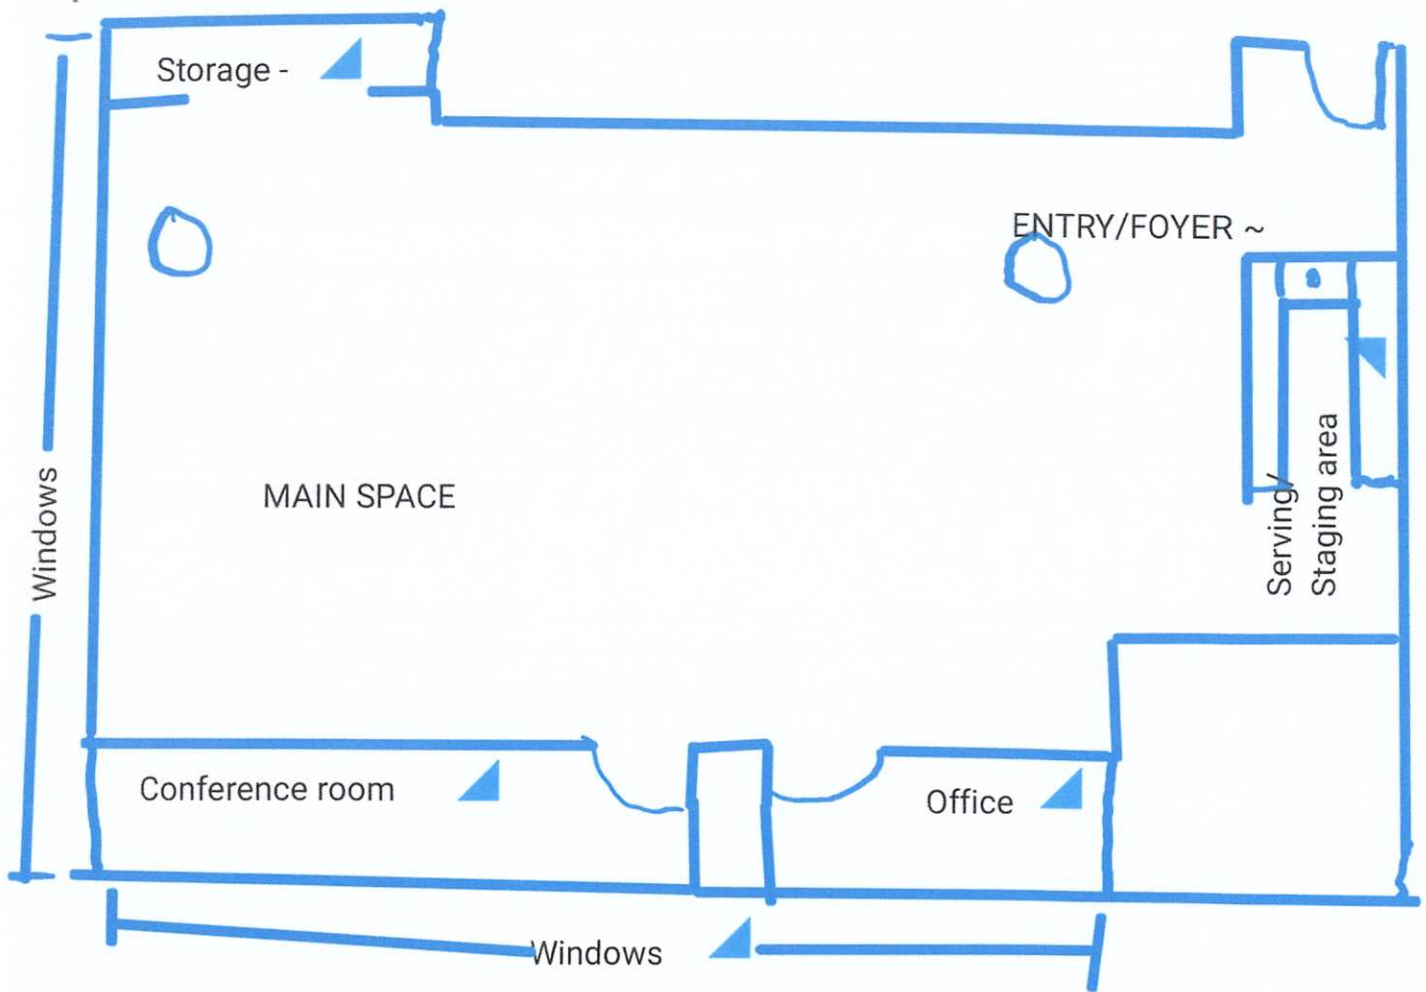 Storage -
ENTRY/FOYER ~
Windows
MAIN SPACE
Serving/
Staging area
Conference room
Office
Windows